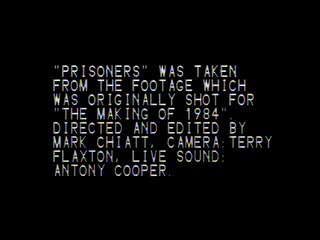 "PRISONERS" WAS TAKEN
FROM THE FOOTAGE WHICH
WAS ORIGINALLY SHOT FOR
"THE MAKING OF 1984".
DIRECTED AND EDITED BY
MARK CHIATT, CAMERA:TERRY
FLAXTON, LIVE SOUND:
ANTONY COOPER.